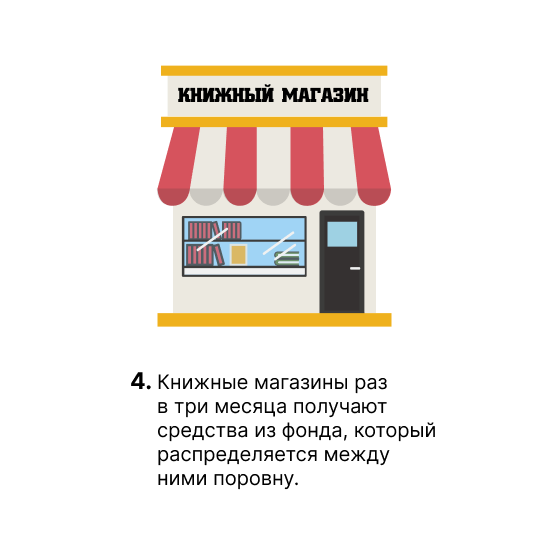 КНИЖНЫЙ МАГАЗИН
4. Книжные магазины раз
в три месяца получают
средства из фонда, который
распределяется между
ними поровну.